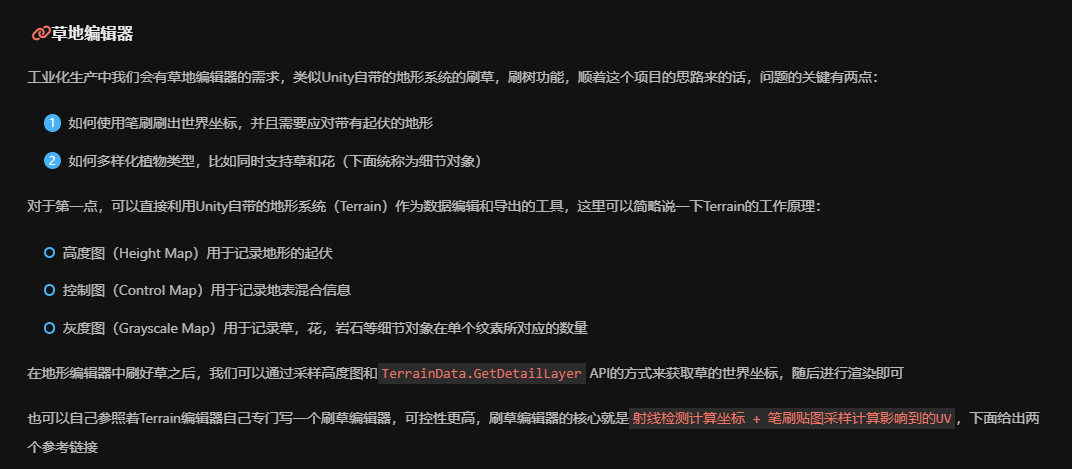 草地编辑器
工业化生产中我们会有草地编辑器的需求，类似Unity自带的地形系统的刷草，刷树功能，顺着这个项目的思路来的话，问题的关键有两点：
1 如何使用笔刷刷出世界坐标，并且需要应对带有起伏的地形
2 如何多样化植物类型，比如同时支持草和花（下面统称为细节对象）
对于第一点，可以直接利用Unity自带的地形系统（Terrain）作为数据编辑和导出的工具，这里可以简略说一下Terrain的工作原理：
高度图（Height Map）用于记录地形的起伏
控制图（Control Map）用于记录地表混合信息
灰度图（Grayscale Map）用于记录草，花，岩石等细节对象在单个纹素所对应的数量
在地形编辑器中刷好草之后，我们可以通过采样高度图和 TerrainData.GetDetailLayer API的方式来获取草的世界坐标，随后进行渲染即可
也可以自己参照着Terrain编辑器自己专门写一个刷草编辑器，可控性更高，刷草编辑器的核心就是 射线检测计算坐标 + 笔刷贴图采样计算影响到的UV ，下面给出两
个参考链接